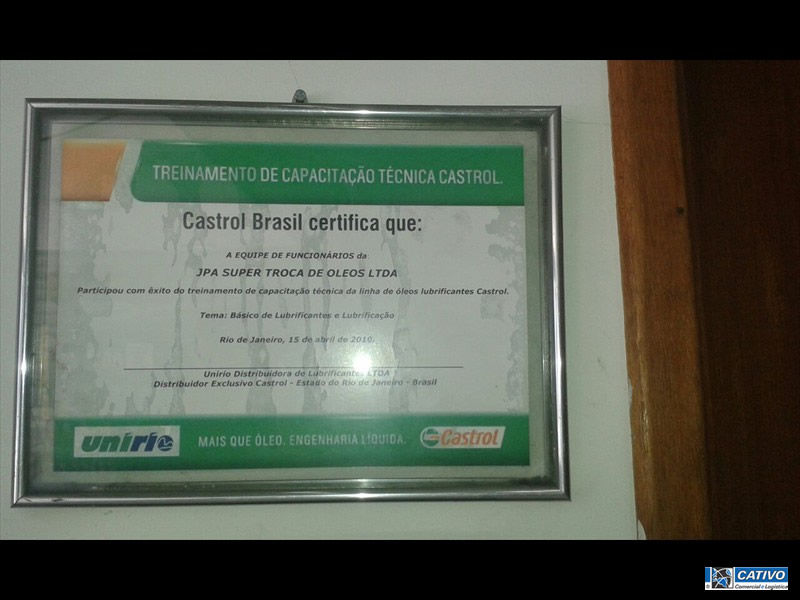 TREINAMENTO DE CAPACITAÇÃO TÉCNICA CASTROL.
Castrol Brasil certifica que:
A EQUIPE DE FUNCIONÁRIOS da
JPA SUPER TROCA DE OLEOS LTDA
Participou com êxito do treinamento de capacitação técnica da linha de óleos lubrificantes Castrol.
Tema: Básico de Lubrificantes e Lubrificação
Rio de Janeiro, 15 de abril de 2010.
Unirio Distribuidora de Lubrificantes LTDA
Distribuidor Exclusivo Castrol - Estado do Rio de Janeiro - Brasil
unirio
MAIS QUE ÓLEO. ENGENHARIA LÍQUIDA.
Castrol
CATIVO
Comercial e Logística